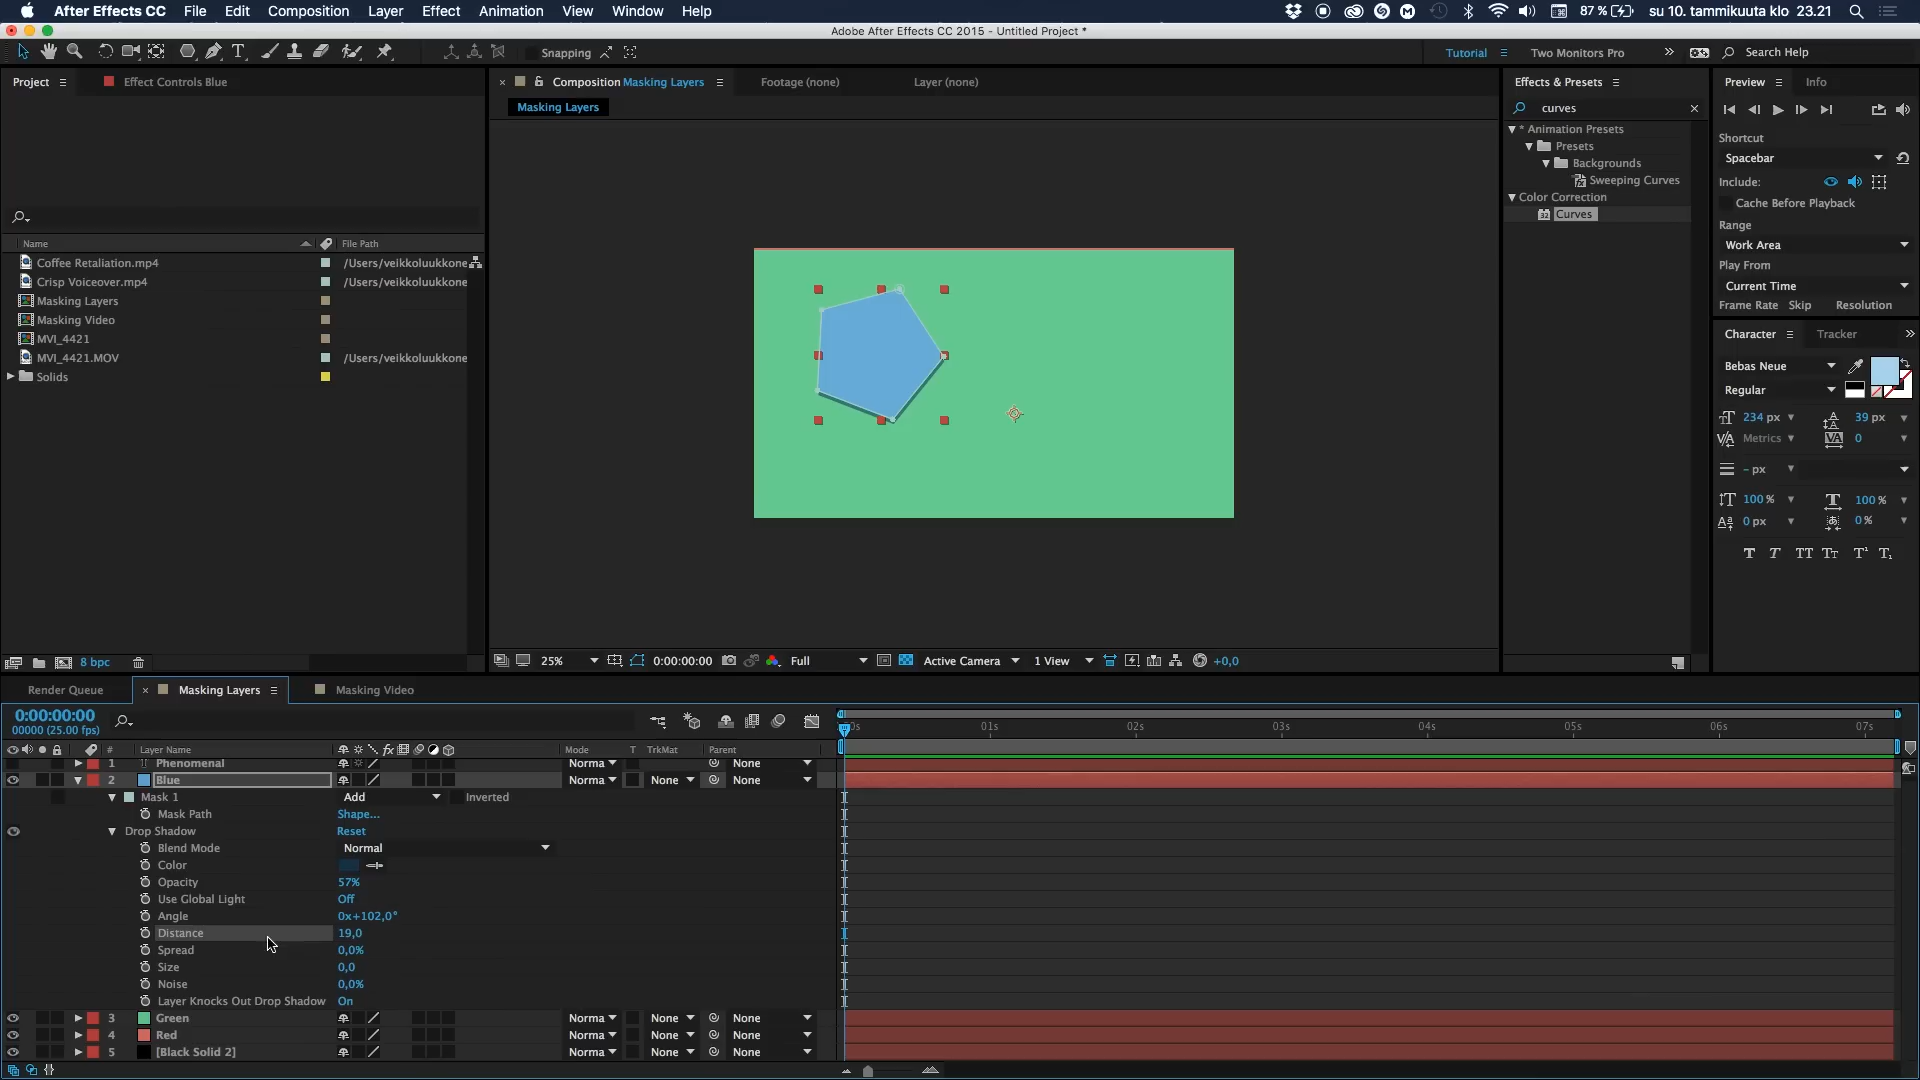 After Effects CC File Edit Composition Layer Effect Animation View Window Help 87 % su 10. tammikuuta klo 23.21
Adobe After Effects CC 2015 - Untitled Project *
Snapping Tutorial Two Monitors Pro Search Help
Project Effect Controls Blue
Composition Masking Layers Footage (none) Layer (none)
Masking Layers
Name File Path
Coffee Retaliation.mp4 /Users/veikkoluukkone
Crisp Voiceover.mp4 /Users/veikkoluukkone
Masking Layers
Masking Video
MVI_4421
MVI_4421.MOV /Users/veikkoluukkone
Solids
8 bpc
25% 0:00:00:00 Full Active Camera 1 View +0,0
Effects & Presets
curves
* Animation Presets
Presets
Backgrounds
Sweeping Curves
Color Correction
32 Curves
Preview Info
Shortcut
Spacebar
Include:
Cache Before Playback
Range
Work Area
Play From
Current Time
Frame Rate Skip Resolution
Character Tracker
Bebas Neue
Regular
234 px 39 px
Metrics 0
- px
100 % 100 %
0 px 0 %
T T TT Tt T¹ T₁
Render Queue Masking Layers Masking Video
0:00:00:00
00000 (25.00 fps)
01s 02s 03s 04s 05s 06s 07s
# Layer Name Mode T TrkMat Parent
1 T Phenomenal Norma None
2 Blue Norma None None
Mask 1 Add Inverted
Mask Path Shape...
Drop Shadow Reset
Blend Mode Normal
Color
Opacity 57%
Use Global Light Off
Angle 0x+102,0°
Distance 19,0
Spread 0,0%
Size 0,0
Noise 0,0%
Layer Knocks Out Drop Shadow On
3 Green Norma None None
4 Red Norma None None
5 [Black Solid 2] Norma None None